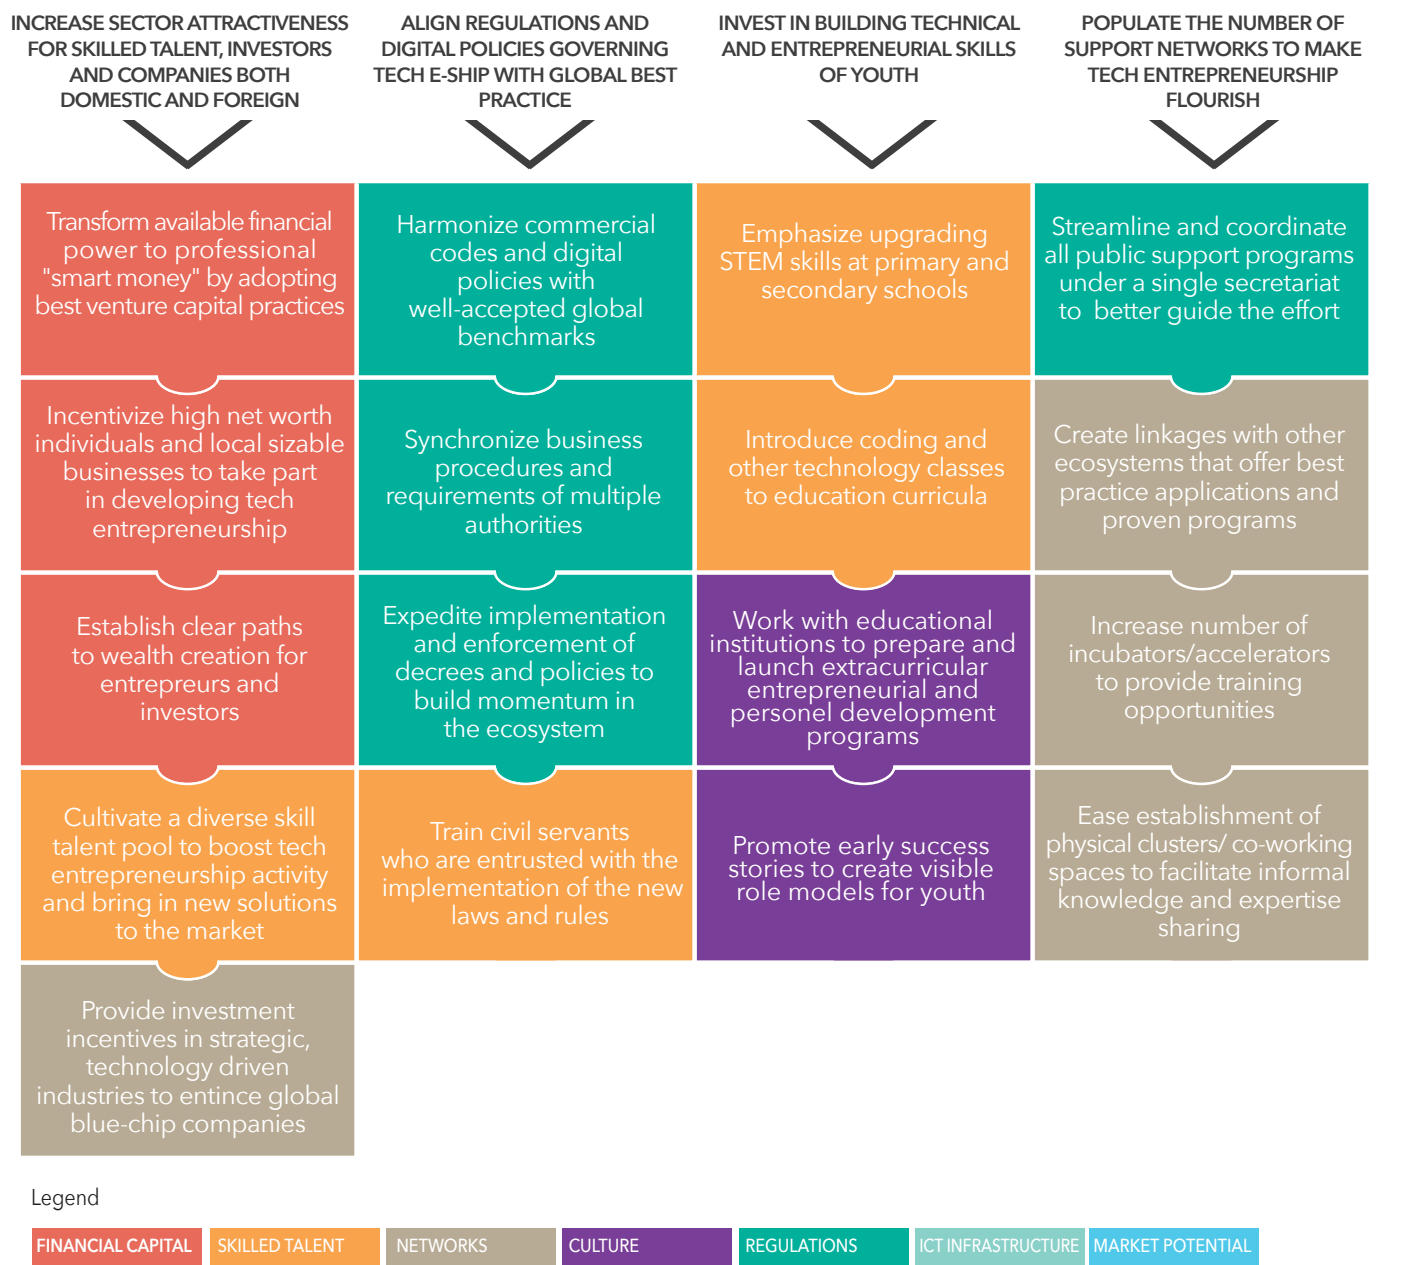 INCREASE SECTOR ATTRACTIVENESS
FOR SKILLED TALENT, INVESTORS
AND COMPANIES BOTH
DOMESTIC AND FOREIGN
ALIGN REGULATIONS AND
DIGITAL POLICIES GOVERNING
TECH E-SHIP WITH GLOBAL BEST
PRACTICE
INVEST IN BUILDING TECHNICAL
AND ENTREPRENEURIAL SKILLS
OF YOUTH
POPULATE THE NUMBER OF
SUPPORT NETWORKS TO MAKE
TECH ENTREPRENEURSHIP
FLOURISH
Transform available financial
power to professional
"smart money" by adopting
best venture capital practices
Harmonize commercial
codes and digital
policies with
well-accepted global
benchmarks
Emphasize upgrading
STEM skills at primary and
secondary schools
Streamline and coordinate
all public support programs
under a single secretariat
to better guide the effort
Incentivize high net worth
individuals and local sizable
businesses to take part
in developing tech
entrepreneurship
Synchronize business
procedures and
requirements of multiple
authorities
Introduce coding and
other technology classes
to education curricula
Create linkages with other
ecosystems that offer best
practice applications and
proven programs
Establish clear paths
to wealth creation for
entrepreurs and
investors
Expedite implementation
and enforcement of
decrees and policies to
build momentum in
the ecosystem
Work with educational
institutions to prepare and
launch extracurricular
entrepreneurial and
personel development
programs
Increase number of
incubators/accelerators
to provide training
opportunities
Cultivate a diverse skill
talent pool to boost tech
entrepreneurship activity
and bring in new solutions
to the market
Train civil servants
who are entrusted with the
implementation of the new
laws and rules
Promote early success
stories to create visible
role models for youth
Ease establishment of
physical clusters/ co-working
spaces to facilitate informal
knowledge and expertise
sharing
Provide investment
incentives in strategic,
technology driven
industries to entince global
blue-chip companies
Legend
FINANCIAL CAPITAL
SKILLED TALENT
NETWORKS
CULTURE
REGULATIONS
ICT INFRASTRUCTURE
MARKET POTENTIAL